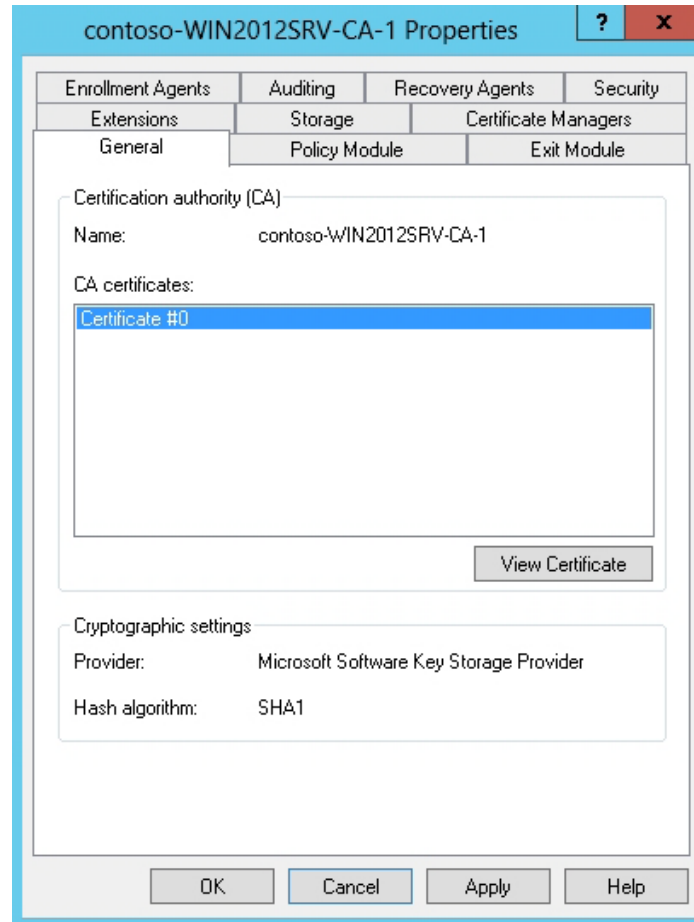 contoso-WIN2012SRV-CA-1 Properties
? x
Enrollment Agents Auditing Recovery Agents Security
Extensions Storage Certificate Managers
General Policy Module Exit Module
Certification authority (CA)
Name: contoso-WIN2012SRV-CA-1
CA certificates:
Certificate #0
View Certificate
Cryptographic settings
Provider: Microsoft Software Key Storage Provider
Hash algorithm: SHA1
OK Cancel Apply Help